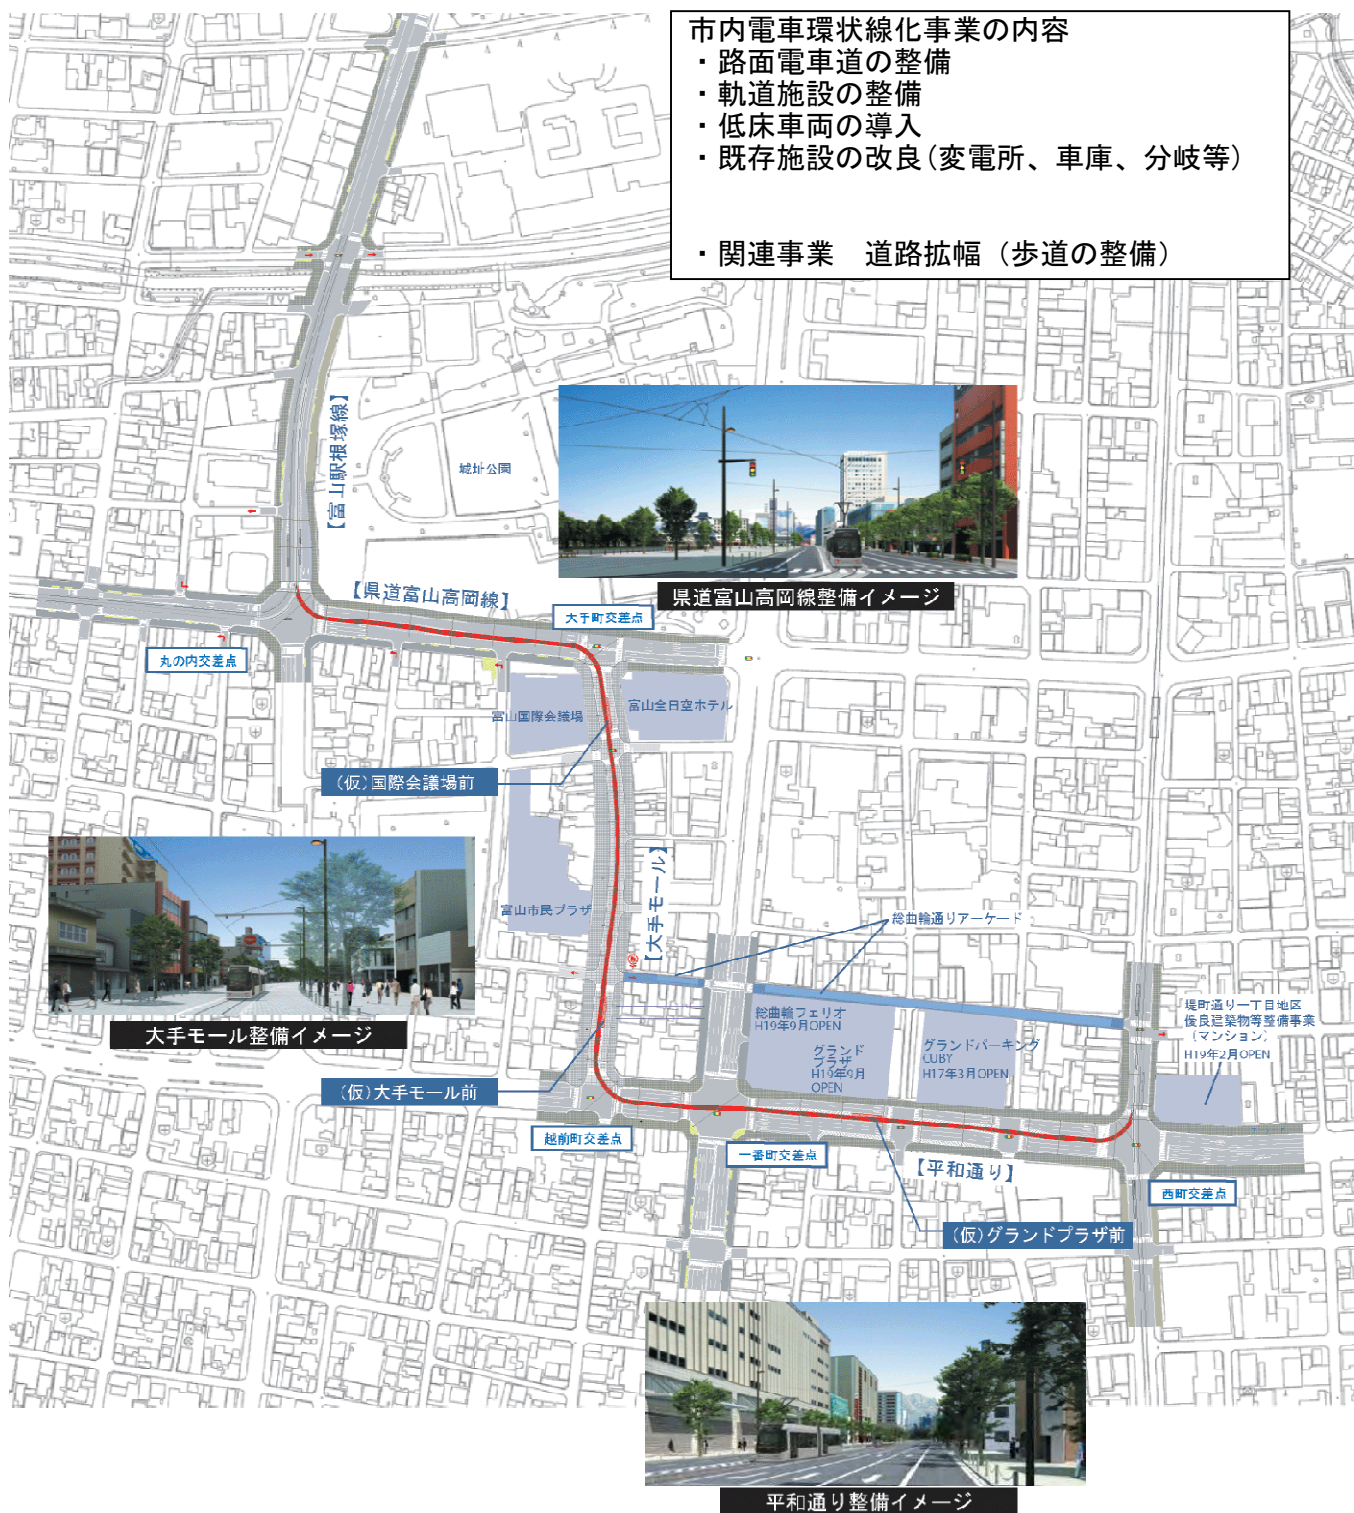 市内電車環状線化事業の内容
・路面電車道の整備
・軌道施設の整備
・低床車両の導入
・既存施設の改良(変電所、車庫、分岐等)
・関連事業　道路拡幅（歩道の整備）
【富山駅根塚線】
城址公園
県道富山高岡線整備イメージ
【県道富山高岡線】
大手町交差点
丸の内交差点
富山国際会議場
富山全日空ホテル
(仮)国際会議場前
富山市民プラザ
【大手モール】
総曲輪通りアーケード
大手モール整備イメージ
総曲輪フェリオ
H19年9月OPEN
グランド
プラザ
H19年9月
OPEN
グランドパーキング
CUBY
H17年3月OPEN
堤町通り一丁目地区
優良建築物等整備事業
(マンション)
H19年2月OPEN
(仮)大手モール前
越前町交差点
一番町交差点
【平和通り】
西町交差点
(仮)グランドプラザ前
平和通り整備イメージ